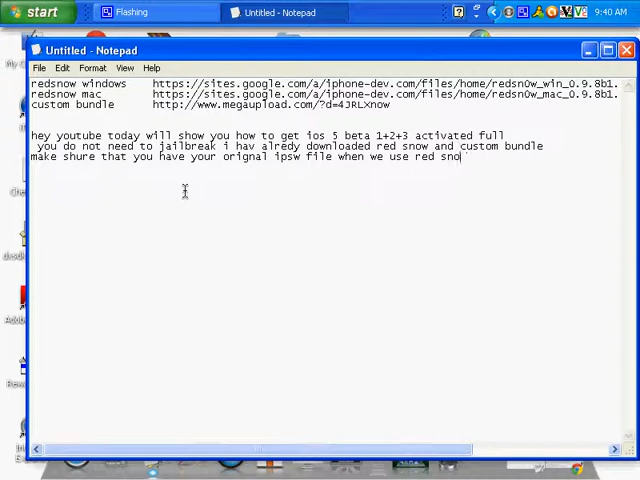 start
Flashing
Untitled - Notepad
9:40 AM
Untitled - Notepad
File Edit Format View Help
redsnow windows https://sites.google.com/a/iphone-dev.com/files/home/redsn0w_win_0.9.8b1.
redsnow mac https://sites.google.com/a/iphone-dev.com/files/home/redsn0w_mac_0.9.8b1.
custom bundle http://www.megaupload.com/?d=4JRLXnow
hey youtube today will show you how to get ios 5 beta 1+2+3 activated full
you do not need to jailbreak i hav alredy downloaded red snow and custom bundle
make shure that you have your orignal ipsw file when we use red sno
My C
dnsdk
Adob
Rew